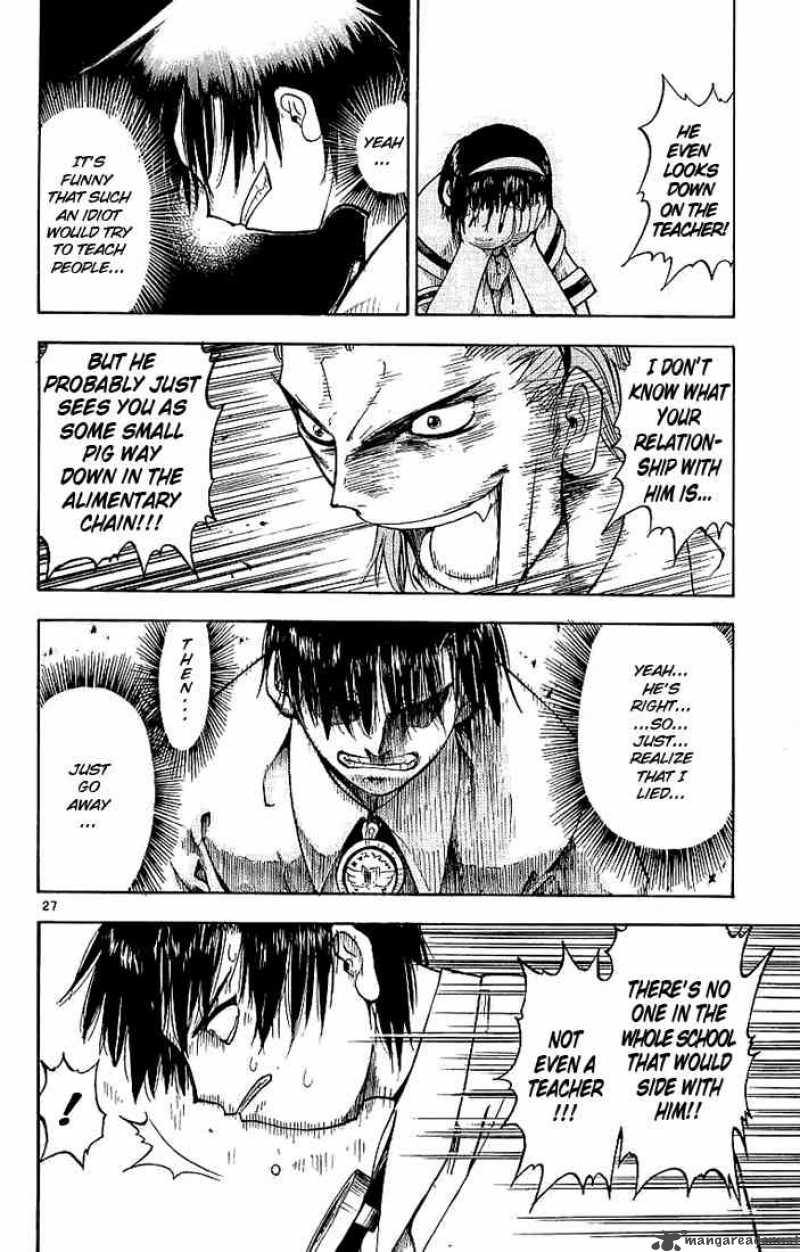 HE
EVEN
LOOKS
DOWN
ON THE
TEACHER!
YEAH
...
IT'S
FUNNY
THAT SUCH
AN IDIOT
WOULD TRY
TO TEACH
PEOPLE...
I DON'T
KNOW WHAT
YOUR
RELATION-
SHIP WITH
HIM IS...
BUT HE
PROBABLY JUST
SEES YOU AS
SOME SMALL
PIG WAY
DOWN IN THE
ALIMENTARY
CHAIN!!!
YEAH...
HE'S
RIGHT...
...SO...
JUST...
REALIZE
THAT I
LIED...
THEN...
JUST
GO
AWAY
...
27
THERE'S NO
ONE IN THE
WHOLE SCHOOL
THAT WOULD
SIDE WITH
HIM!!
NOT
EVEN A
TEACHER
!!!
!
mangareader.net